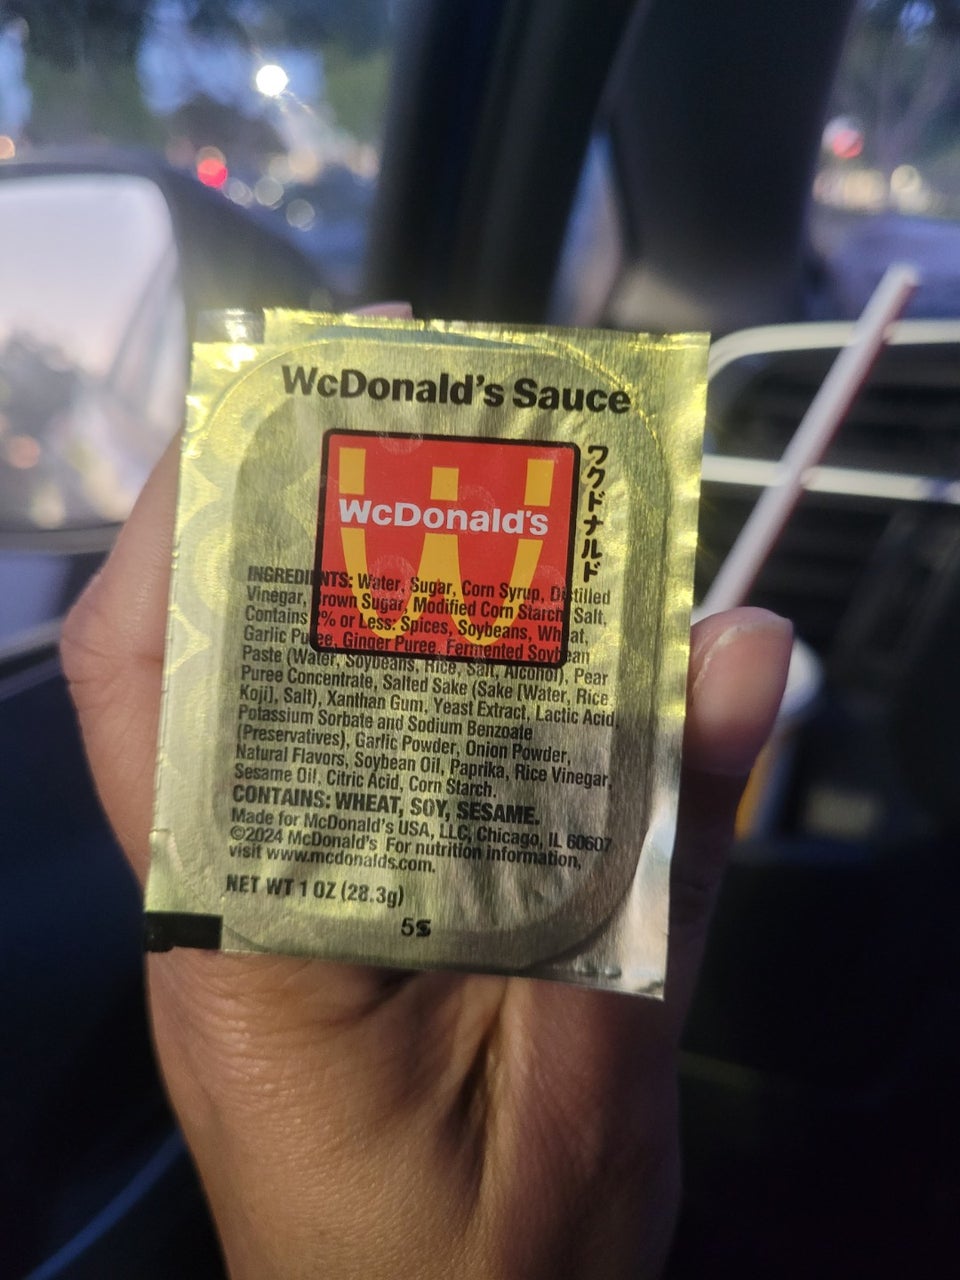 WcDonald's Sauce
WcDonald's
ワクドナルド
INGREDIENTS: Water, Sugar, Corn Syrup, Distilled
Vinegar, Brown Sugar, Modified Corn Starch, Salt,
Contains % or Less: Spices, Soybeans, Wheat,
Garlic Puree, Ginger Puree, Fermented Soybean
Paste (Water, Soybeans, Rice, Salt, Alcohol), Pear
Puree Concentrate, Salted Sake (Sake [Water, Rice
Koji], Salt), Xanthan Gum, Yeast Extract, Lactic Acid,
Potassium Sorbate and Sodium Benzoate
(Preservatives), Garlic Powder, Onion Powder,
Natural Flavors, Soybean Oil, Paprika, Rice Vinegar,
Sesame Oil, Citric Acid, Corn Starch.
CONTAINS: WHEAT, SOY, SESAME.
Made for McDonald's USA, LLC, Chicago, IL 60607
©2024 McDonald's For nutrition information,
visit www.mcdonalds.com.
NET WT 1 OZ (28.3g)